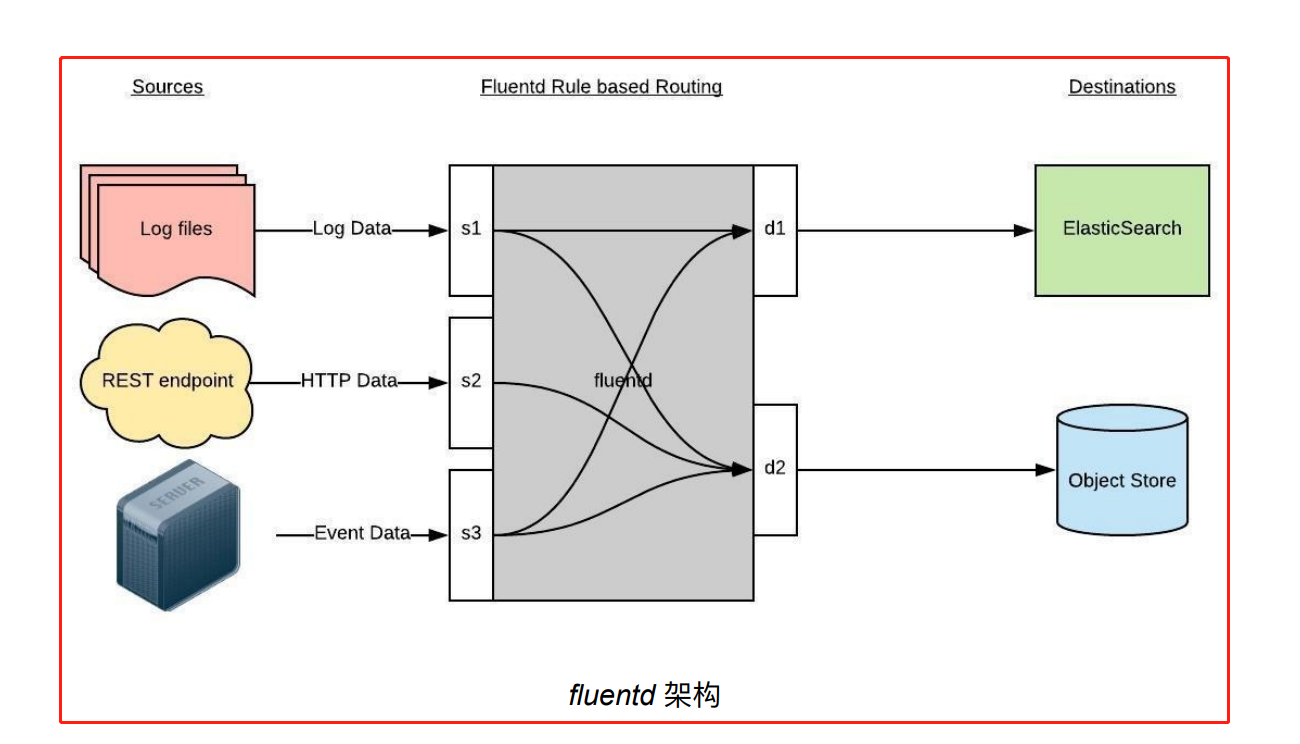 Sources
Fluentd Rule based Routing
Destinations
Log files
Log Data
s1
d1
ElasticSearch
REST endpoint
HTTP Data
s2
fluentd
d2
Object Store
SERVER
Event Data
s3
fluentd 架构